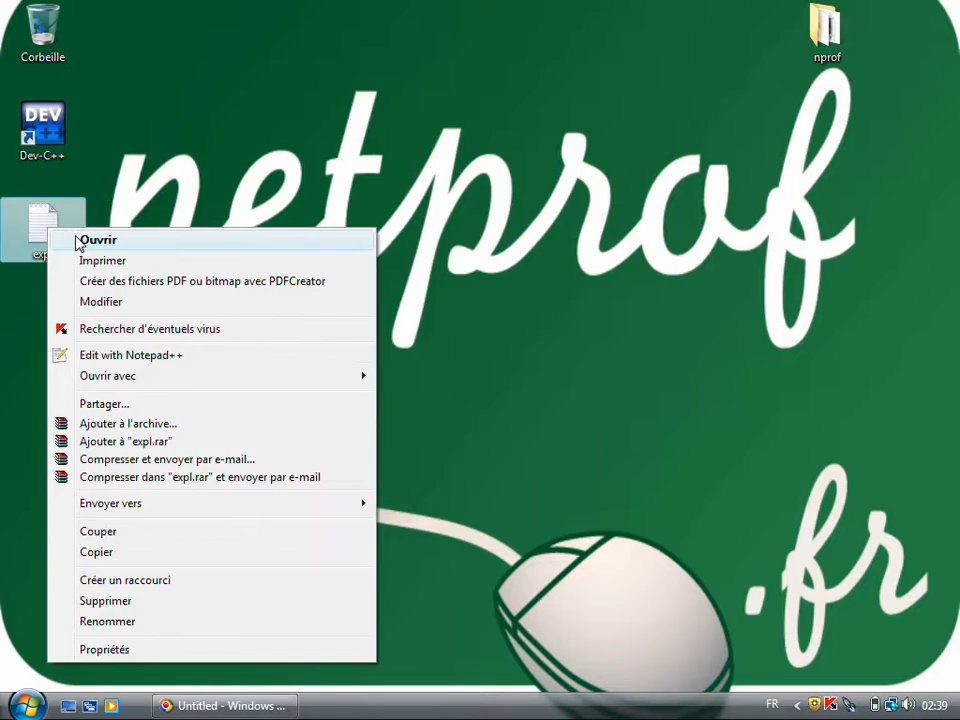 Corbeille
nprof
DEV
C++
Dev-C++
netprof
.fr
Ouvrir
Imprimer
Créer des fichiers PDF ou bitmap avec PDFCreator
Modifier
Rechercher d'éventuels virus
Edit with Notepad++
Ouvrir avec
Partager...
Ajouter à l'archive...
Ajouter à "expl.rar"
Compresser et envoyer par e-mail...
Compresser dans "expl.rar" et envoyer par e-mail
Envoyer vers
Couper
Copier
Créer un raccourci
Supprimer
Renommer
Propriétés
Untitled - Windows ...
FR
02:39